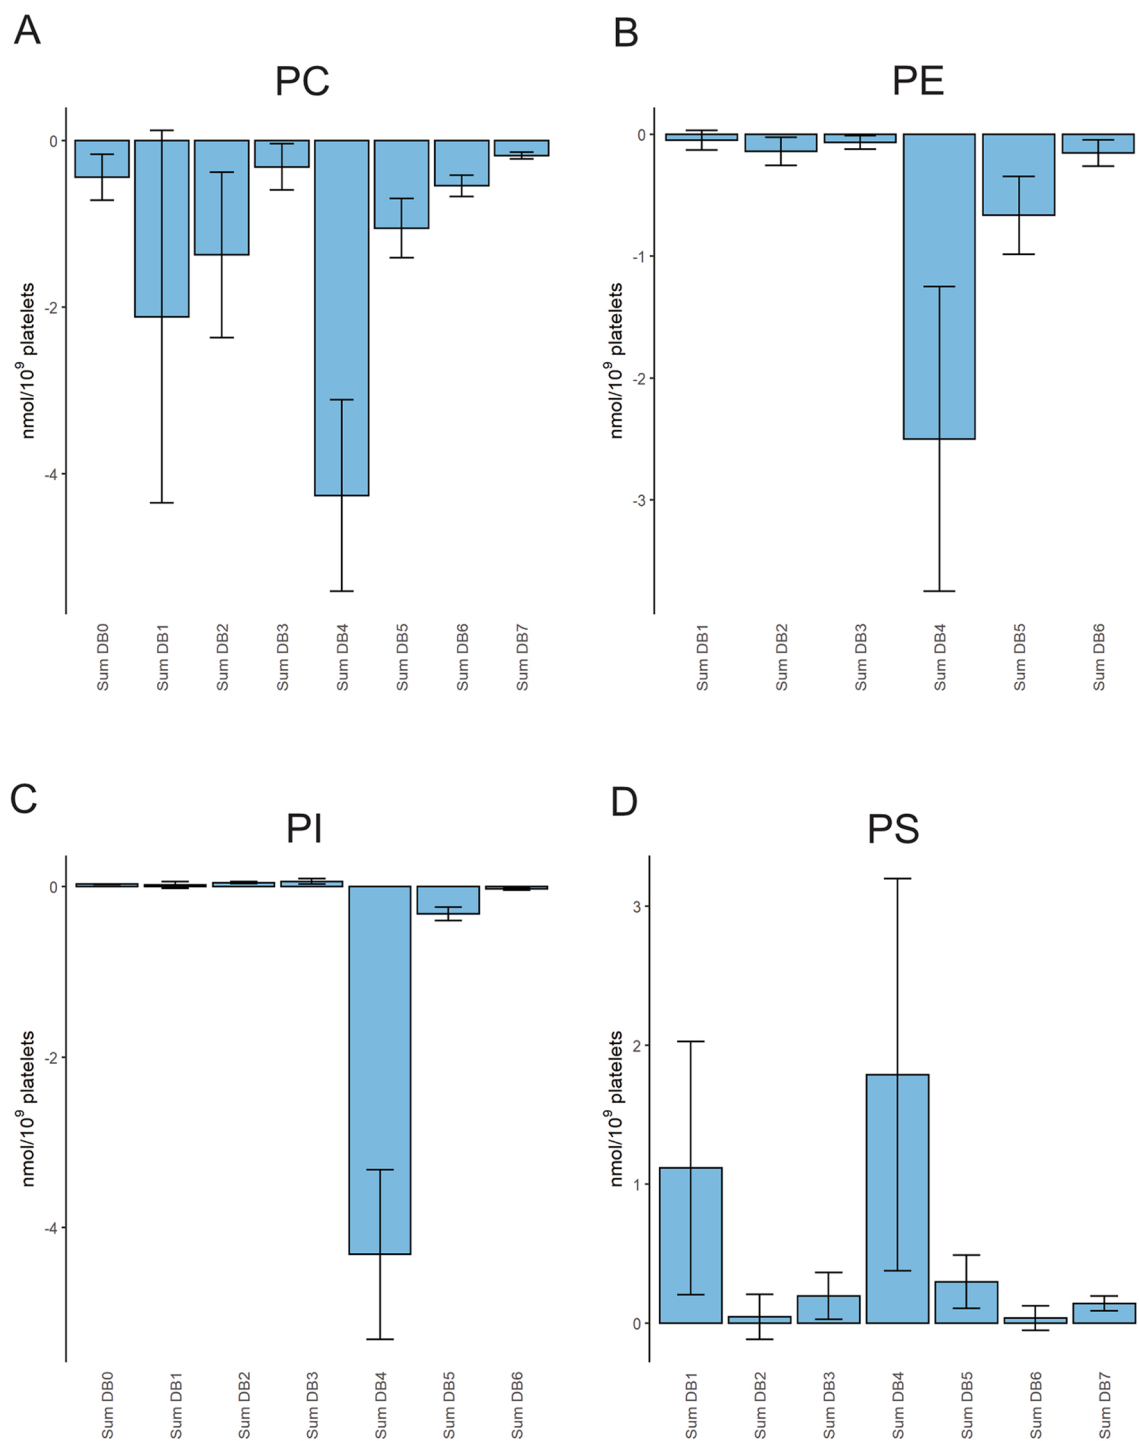 A
PC
0
-2
-4
nmol/10⁹ platelets
Sum DB0
Sum DB1
Sum DB2
Sum DB3
Sum DB4
Sum DB5
Sum DB6
Sum DB7
B
PE
0
-1
-2
-3
nmol/10⁹ platelets
Sum DB1
Sum DB2
Sum DB3
Sum DB4
Sum DB5
Sum DB6
C
PI
0
-2
-4
nmol/10⁹ platelets
Sum DB0
Sum DB1
Sum DB2
Sum DB3
Sum DB4
Sum DB5
Sum DB6
D
PS
3
2
1
0
nmol/10⁹ platelets
Sum DB1
Sum DB2
Sum DB3
Sum DB4
Sum DB5
Sum DB6
Sum DB7